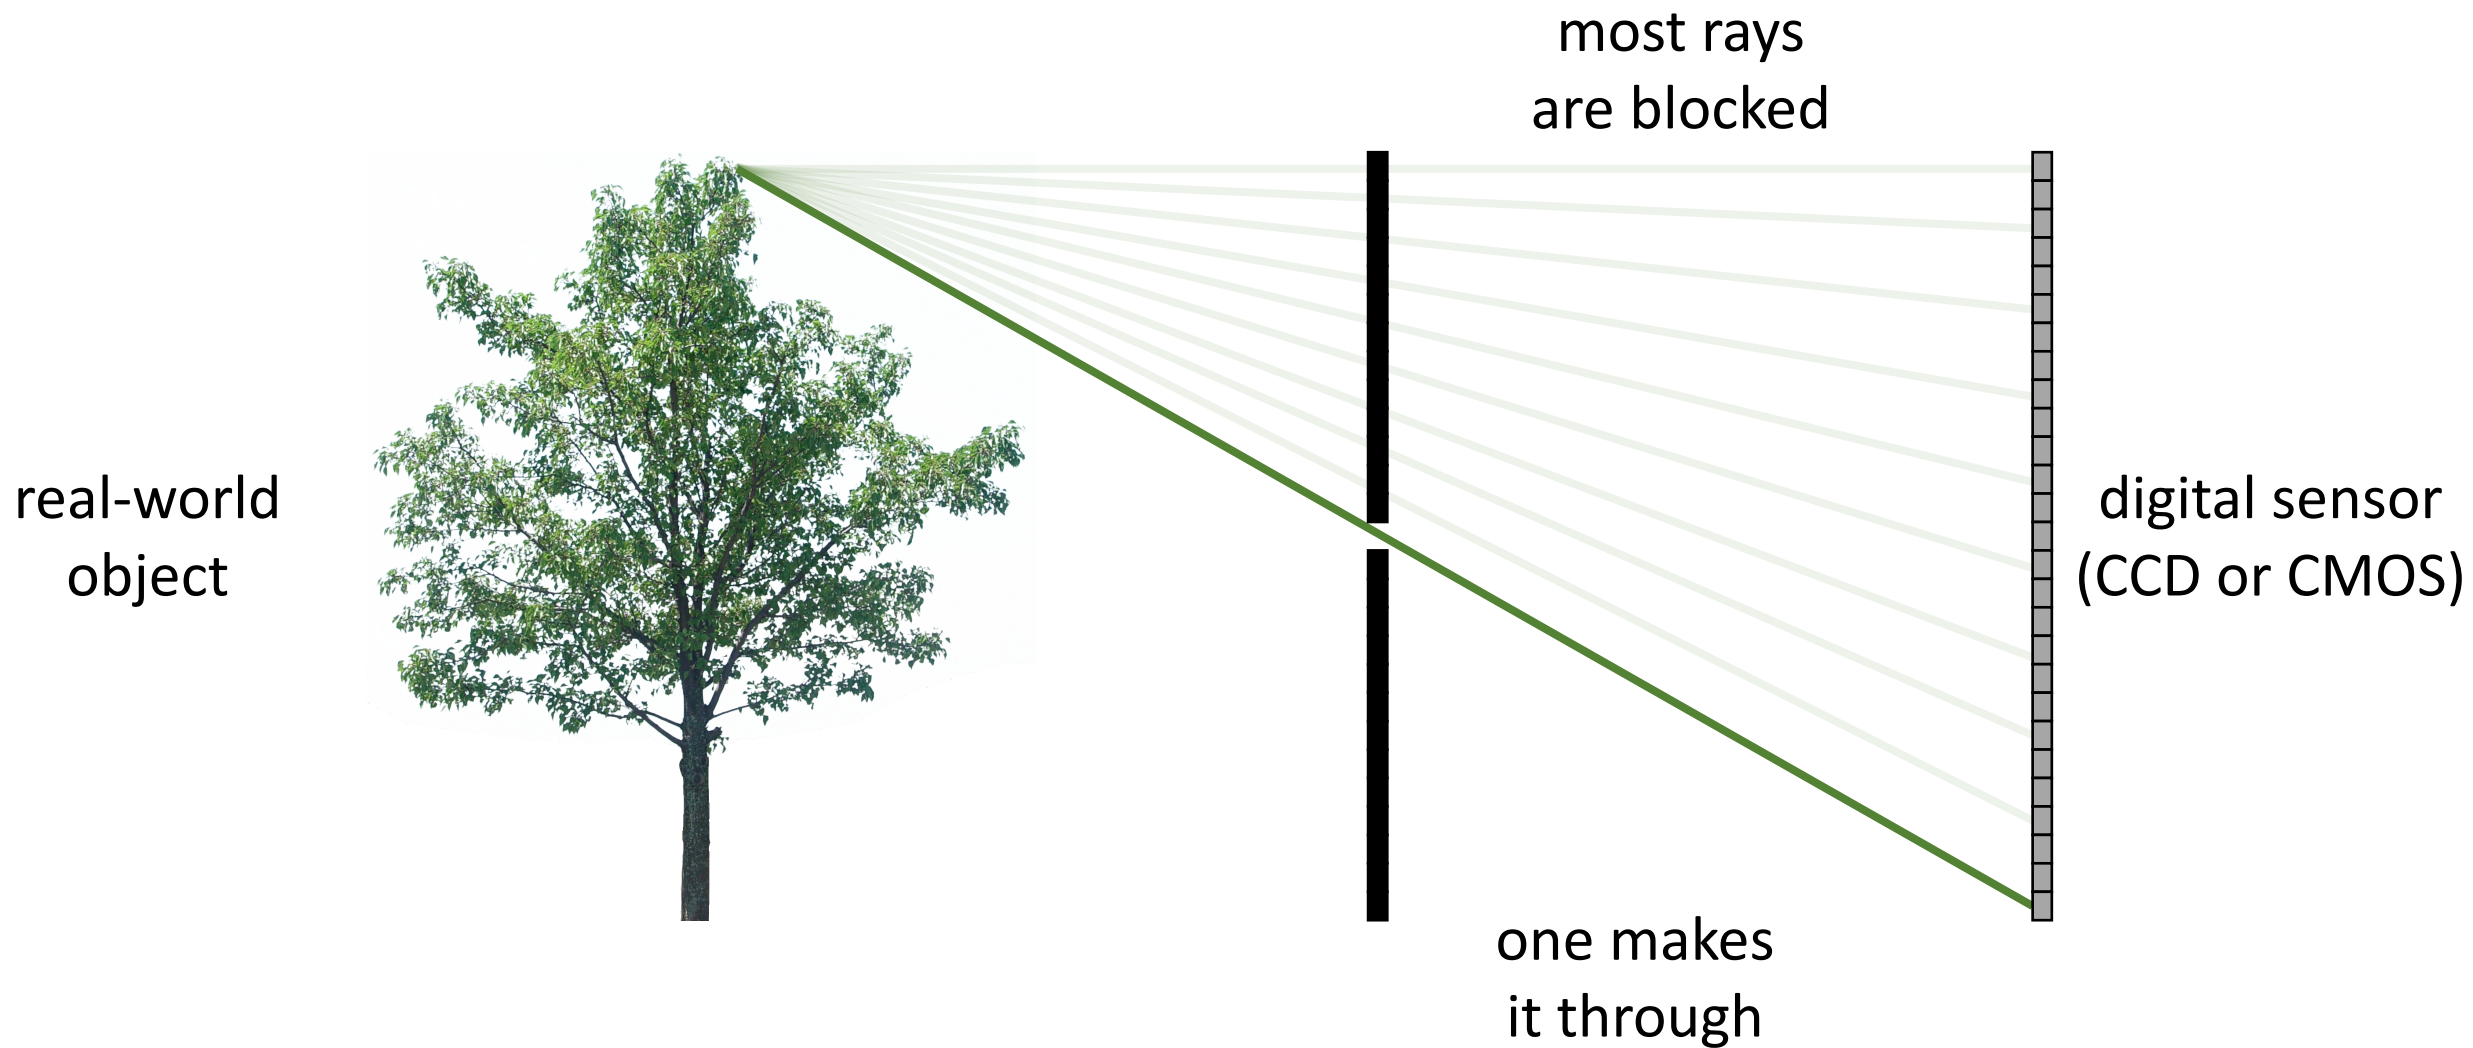 most rays
are blocked
real-world
object
digital sensor
(CCD or CMOS)
one makes
it through